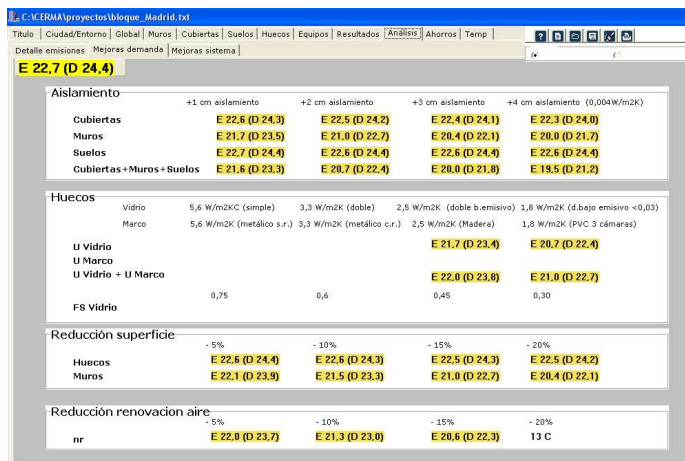 C:\CERMA\proyectos\bloque_Madrid.txt
Titulo Ciudad/Entorno Global Muros Cubiertas Suelos Huecos Equipos Resultados Análisis Ahorros Temp
Detalle emisiones Mejoras demanda Mejoras sistema
E 22,7 (D 24,4)
Aislamiento
+1 cm aislamiento +2 cm aislamiento +3 cm aislamiento +4 cm aislamiento (0,004W/m2K)
Cubiertas E 22,6 (D 24,3) E 22,5 (D 24,2) E 22,4 (D 24,1) E 22,3 (D 24,0)
Muros E 21,7 (D 23,5) E 21,0 (D 22,7) E 20,4 (D 22,1) E 20,0 (D 21,7)
Suelos E 22,7 (D 24,4) E 22,6 (D 24,4) E 22,6 (D 24,4) E 22,6 (D 24,4)
Cubiertas+Muros+Suelos E 21,6 (D 23,3) E 20,7 (D 22,4) E 20,0 (D 21,8) E 19,5 (D 21,2)
Huecos
Vidrio 5,6 W/m2KC (simple) 3,3 W/m2K (doble) 2,5 W/m2K (doble b.emisivo) 1,8 W/m2K (d.bajo emisivo <0,03)
Marco 5,6 W/m2K (metálico s.r.) 3,3 W/m2K (metálico c.r.) 2,5 W/m2K (Madera) 1,8 W/m2K (PVC 3 cámaras)
U Vidrio E 21,7 (D 23,4) E 20,7 (D 22,4)
U Marco
U Vidrio + U Marco E 22,0 (D 23,8) E 21,0 (D 22,7)
0,75 0,6 0,45 0,30
FS Vidrio
Reducción superficie
- 5% - 10% - 15% - 20%
Huecos E 22,6 (D 24,4) E 22,6 (D 24,3) E 22,5 (D 24,3) E 22,5 (D 24,2)
Muros E 22,1 (D 23,9) E 21,5 (D 23,3) E 21,0 (D 22,7) E 20,4 (D 22,1)
Reducción renovacion aire
- 5% - 10% - 15% - 20%
nr E 22,0 (D 23,7) E 21,3 (D 23,0) E 20,6 (D 22,3) 13 C